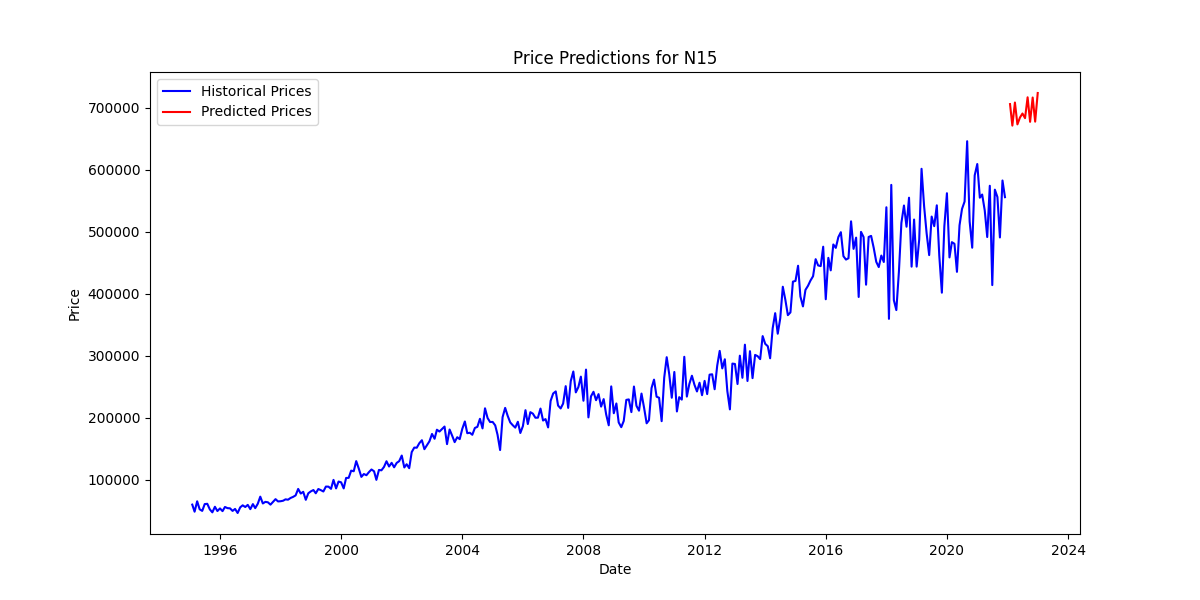 Price Predictions for N15
Historical Prices
Predicted Prices
700000
600000
500000
400000
300000
200000
100000
Price
1996 2000 2004 2008 2012 2016 2020 2024
Date